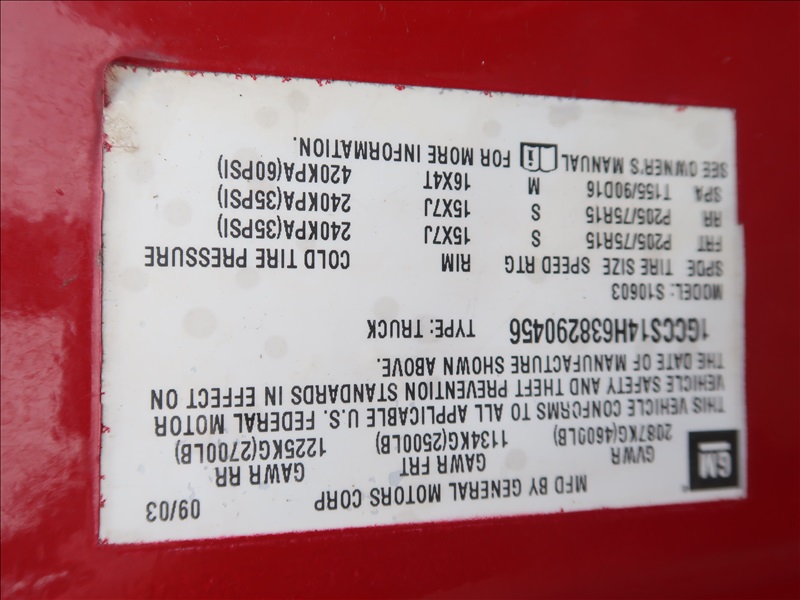 MFD BY GENERAL MOTORS CORP 09/03
GM
GVWR GAWR FRT GAWR RR
2087KG(4600LB) 1134KG(2500LB) 1225KG(2700LB)
THIS VEHICLE CONFORMS TO ALL APPLICABLE U.S. FEDERAL MOTOR
VEHICLE SAFETY AND THEFT PREVENTION STANDARDS IN EFFECT ON
THE DATE OF MANUFACTURE SHOWN ABOVE.
1GCCS14H638290456 TYPE: TRUCK
MODEL: S10603
SPDE TIRE SIZE SPEED RTG RIM COLD TIRE PRESSURE
FRT P205/75R15 S 15X7J 240KPA(35PSI)
RR P205/75R15 S 15X7J 240KPA(35PSI)
SPA T155/90D16 M 16X4T 420KPA(60PSI)
SEE OWNER'S MANUAL i FOR MORE INFORMATION.